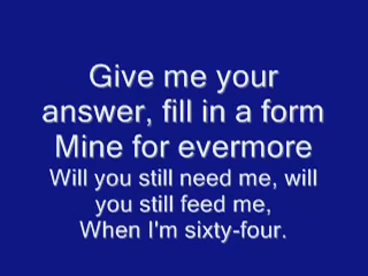 Give me your
answer, fill in a form
Mine for evermore
Will you still need me, will
you still feed me,
When I'm sixty-four.